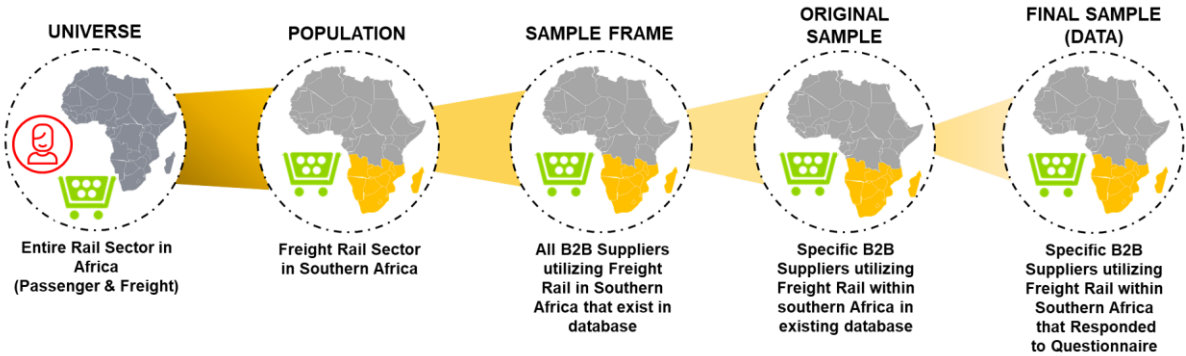 UNIVERSE
Entire Rail Sector in
Africa
(Passenger & Freight)
POPULATION
Freight Rail Sector
in Southern Africa
SAMPLE FRAME
All B2B Suppliers
utilizing Freight
Rail in Southern
Africa that exist in
database
ORIGINAL
SAMPLE
Specific B2B
Suppliers utilizing
Freight Rail within
southern Africa in
existing database
FINAL SAMPLE
(DATA)
Specific B2B
Suppliers utilizing
Freight Rail within
Southern Africa
that Responded
to Questionnaire